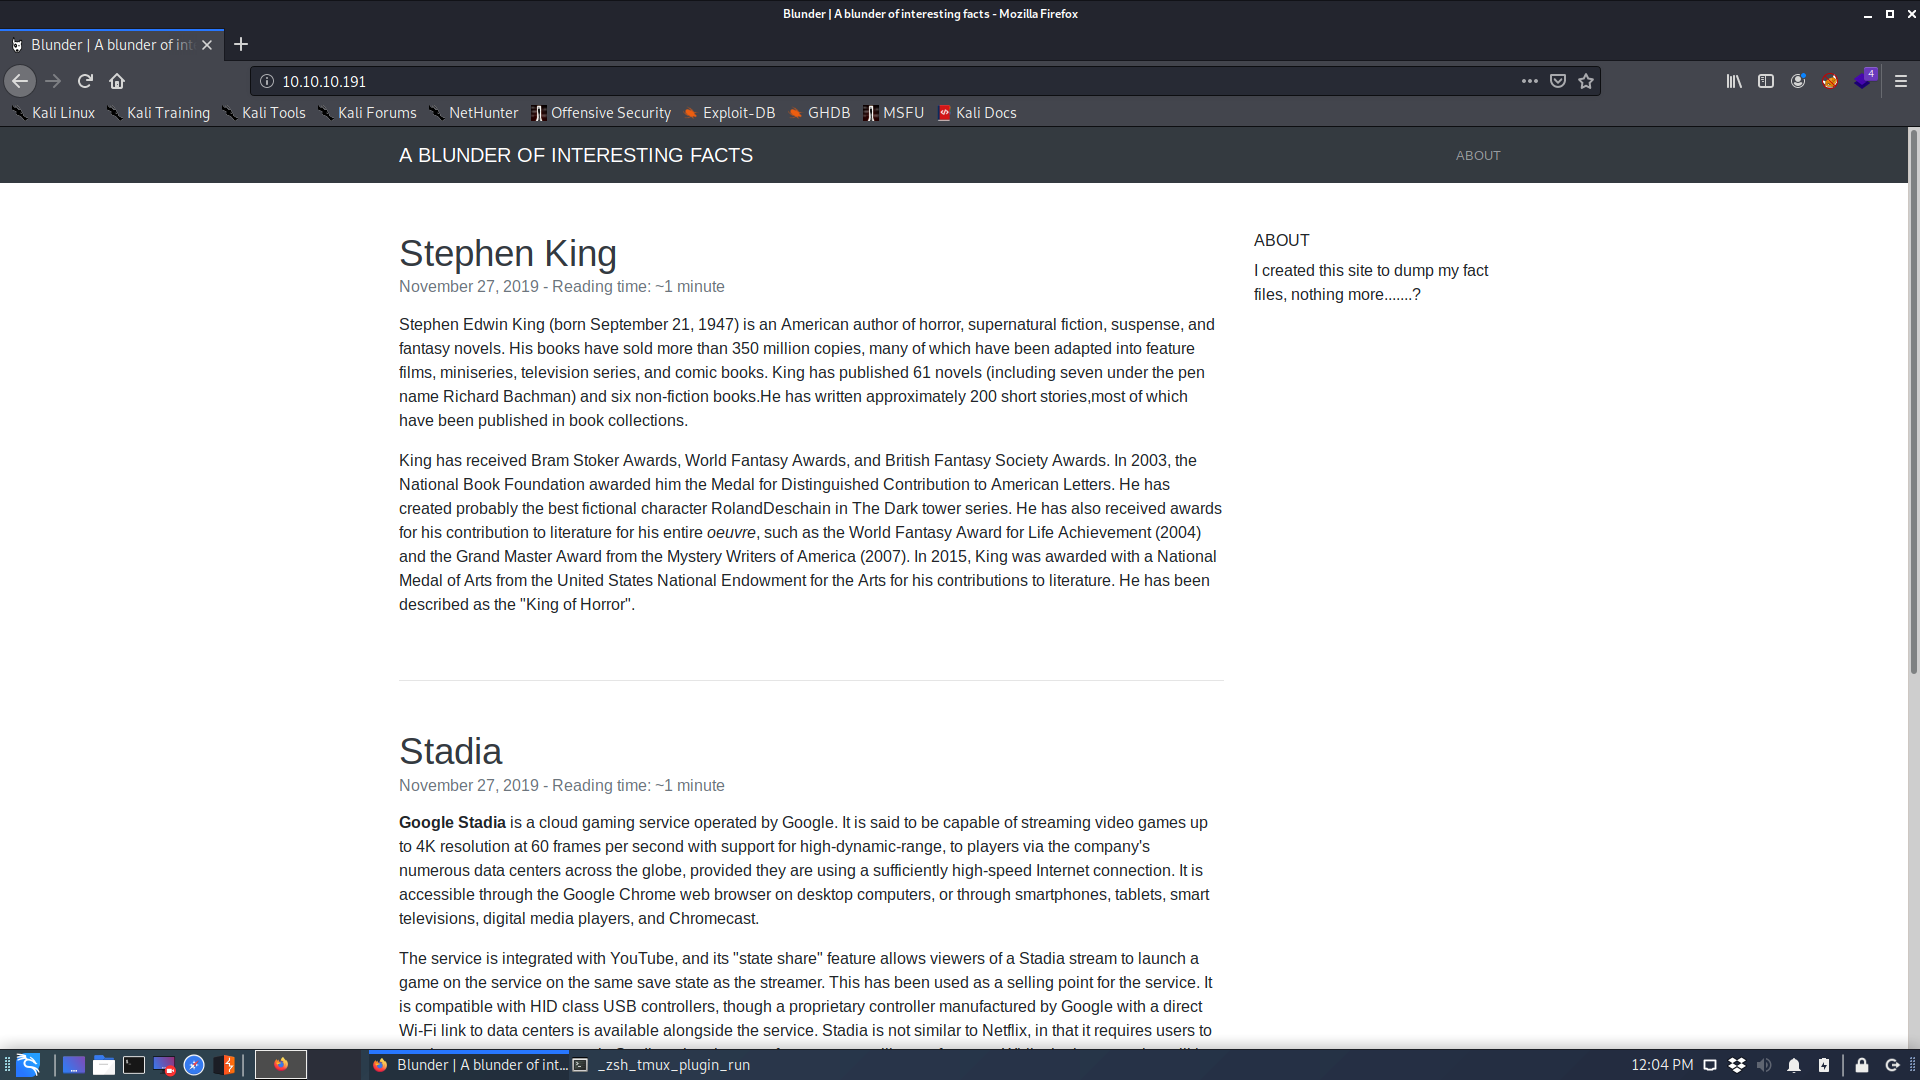 Blunder | A blunder of interesting facts - Mozilla Firefox
Blunder | A blunder of int
10.10.10.191
4
Kali Linux Kali Training Kali Tools Kali Forums NetHunter Offensive Security Exploit-DB GHDB MSFU Kali Docs
A BLUNDER OF INTERESTING FACTS
ABOUT
Stephen King
November 27, 2019 - Reading time: ~1 minute
Stephen Edwin King (born September 21, 1947) is an American author of horror, supernatural fiction, suspense, and
fantasy novels. His books have sold more than 350 million copies, many of which have been adapted into feature
films, miniseries, television series, and comic books. King has published 61 novels (including seven under the pen
name Richard Bachman) and six non-fiction books.He has written approximately 200 short stories,most of which
have been published in book collections.
King has received Bram Stoker Awards, World Fantasy Awards, and British Fantasy Society Awards. In 2003, the
National Book Foundation awarded him the Medal for Distinguished Contribution to American Letters. He has
created probably the best fictional character RolandDeschain in The Dark tower series. He has also received awards
for his contribution to literature for his entire oeuvre, such as the World Fantasy Award for Life Achievement (2004)
and the Grand Master Award from the Mystery Writers of America (2007). In 2015, King was awarded with a National
Medal of Arts from the United States National Endowment for the Arts for his contributions to literature. He has been
described as the "King of Horror".
ABOUT
I created this site to dump my fact
files, nothing more.......?
Stadia
November 27, 2019 - Reading time: ~1 minute
Google Stadia is a cloud gaming service operated by Google. It is said to be capable of streaming video games up
to 4K resolution at 60 frames per second with support for high-dynamic-range, to players via the company's
numerous data centers across the globe, provided they are using a sufficiently high-speed Internet connection. It is
accessible through the Google Chrome web browser on desktop computers, or through smartphones, tablets, smart
televisions, digital media players, and Chromecast.
The service is integrated with YouTube, and its "state share" feature allows viewers of a Stadia stream to launch a
game on the service on the same save state as the streamer. This has been used as a selling point for the service. It
is compatible with HID class USB controllers, though a proprietary controller manufactured by Google with a direct
Wi-Fi link to data centers is available alongside the service. Stadia is not similar to Netflix, in that it requires users to
Blunder | A blunder of int... _zsh_tmux_plugin_run
12:04 PM